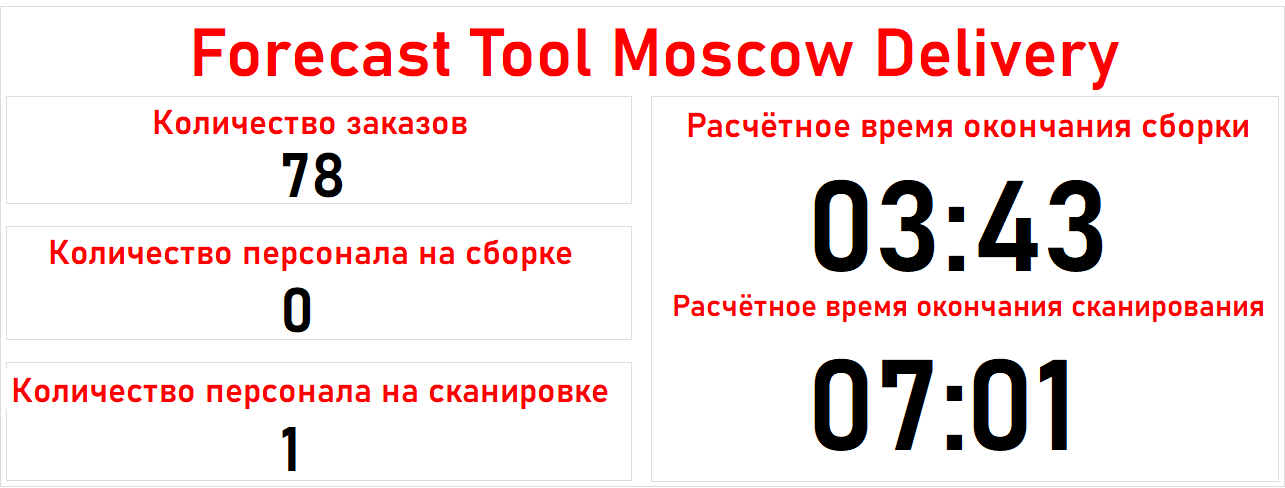 Forecast Tool Moscow Delivery
Количество заказов
78
Количество персонала на сборке
0
Количество персонала на сканировке
1
Расчётное время окончания сборки
03:43
Расчётное время окончания сканирования
07:01